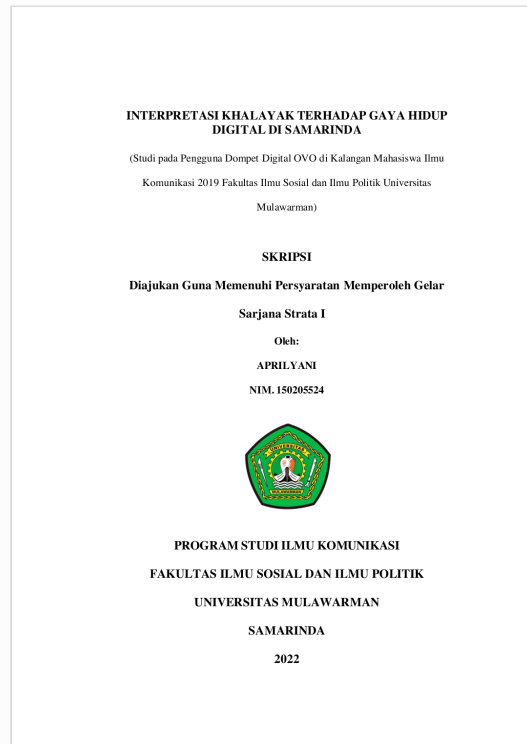 INTERPRETASI KHALAYAK TERHADAP GAYA HIDUP
DIGITAL DI SAMARINDA
(Studi pada Pengguna Dompet Digital OVO di Kalangan Mahasiswa Ilmu
Komunikasi 2019 Fakultas Ilmu Sosial dan Ilmu Politik Universitas
Mulawarman)
SKRIPSI
Diajukan Guna Memenuhi Persyaratan Memperoleh Gelar
Sarjana Strata I
Oleh:
APRILYANI
NIM. 150205524
UNIVERSITAS
MULAWARMAN
PROGRAM STUDI ILMU KOMUNIKASI
FAKULTAS ILMU SOSIAL DAN ILMU POLITIK
UNIVERSITAS MULAWARMAN
SAMARINDA
2022